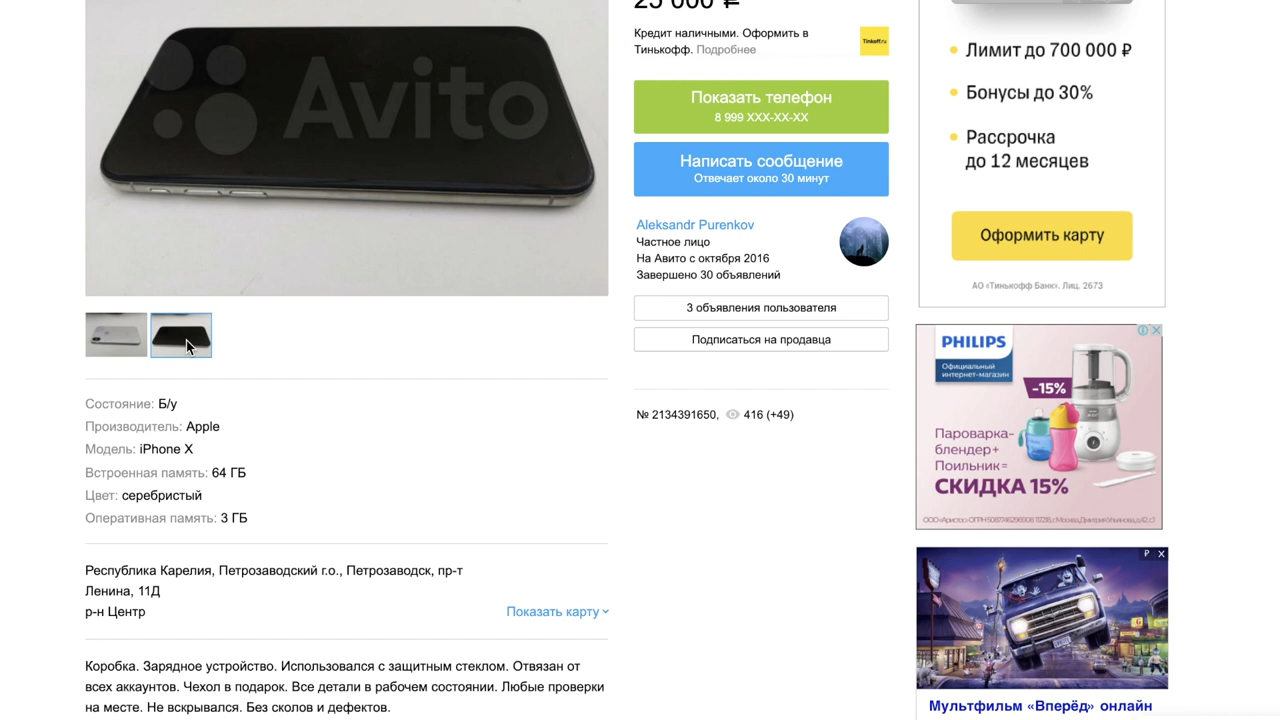 Avito
25 000 ₽
Кредит наличными. Оформить в
Тинькофф. Подробнее
Tinkoff.ru
Показать телефон
8 999 XXX-XX-XX
Написать сообщение
Отвечает около 30 минут
Aleksandr Purenkov
Частное лицо
На Авито с октября 2016
Завершено 30 объявлений
3 объявления пользователя
Подписаться на продавца
№ 2134391650, 416 (+49)
Состояние: Б/у
Производитель: Apple
Модель: iPhone X
Встроенная память: 64 ГБ
Цвет: серебристый
Оперативная память: 3 ГБ
Республика Карелия, Петрозаводский г.о., Петрозаводск, пр-т
Ленина, 11Д
р-н Центр
Показать карту
Коробка. Зарядное устройство. Использовался с защитным стеклом. Отвязан от
всех аккаунтов. Чехол в подарок. Все детали в рабочем состоянии. Любые проверки
на месте. Не вскрывался. Без сколов и дефектов.
Лимит до 700 000 ₽
Бонусы до 30%
Рассрочка
до 12 месяцев
Оформить карту
АО «Тинькофф Банк». Лиц. 2673
PHILIPS
Официальный
интернет-магазин
-15%
Пароварка-
блендер+
Поильник=
СКИДКА 15%
Мультфильм «Вперёд» онлайн